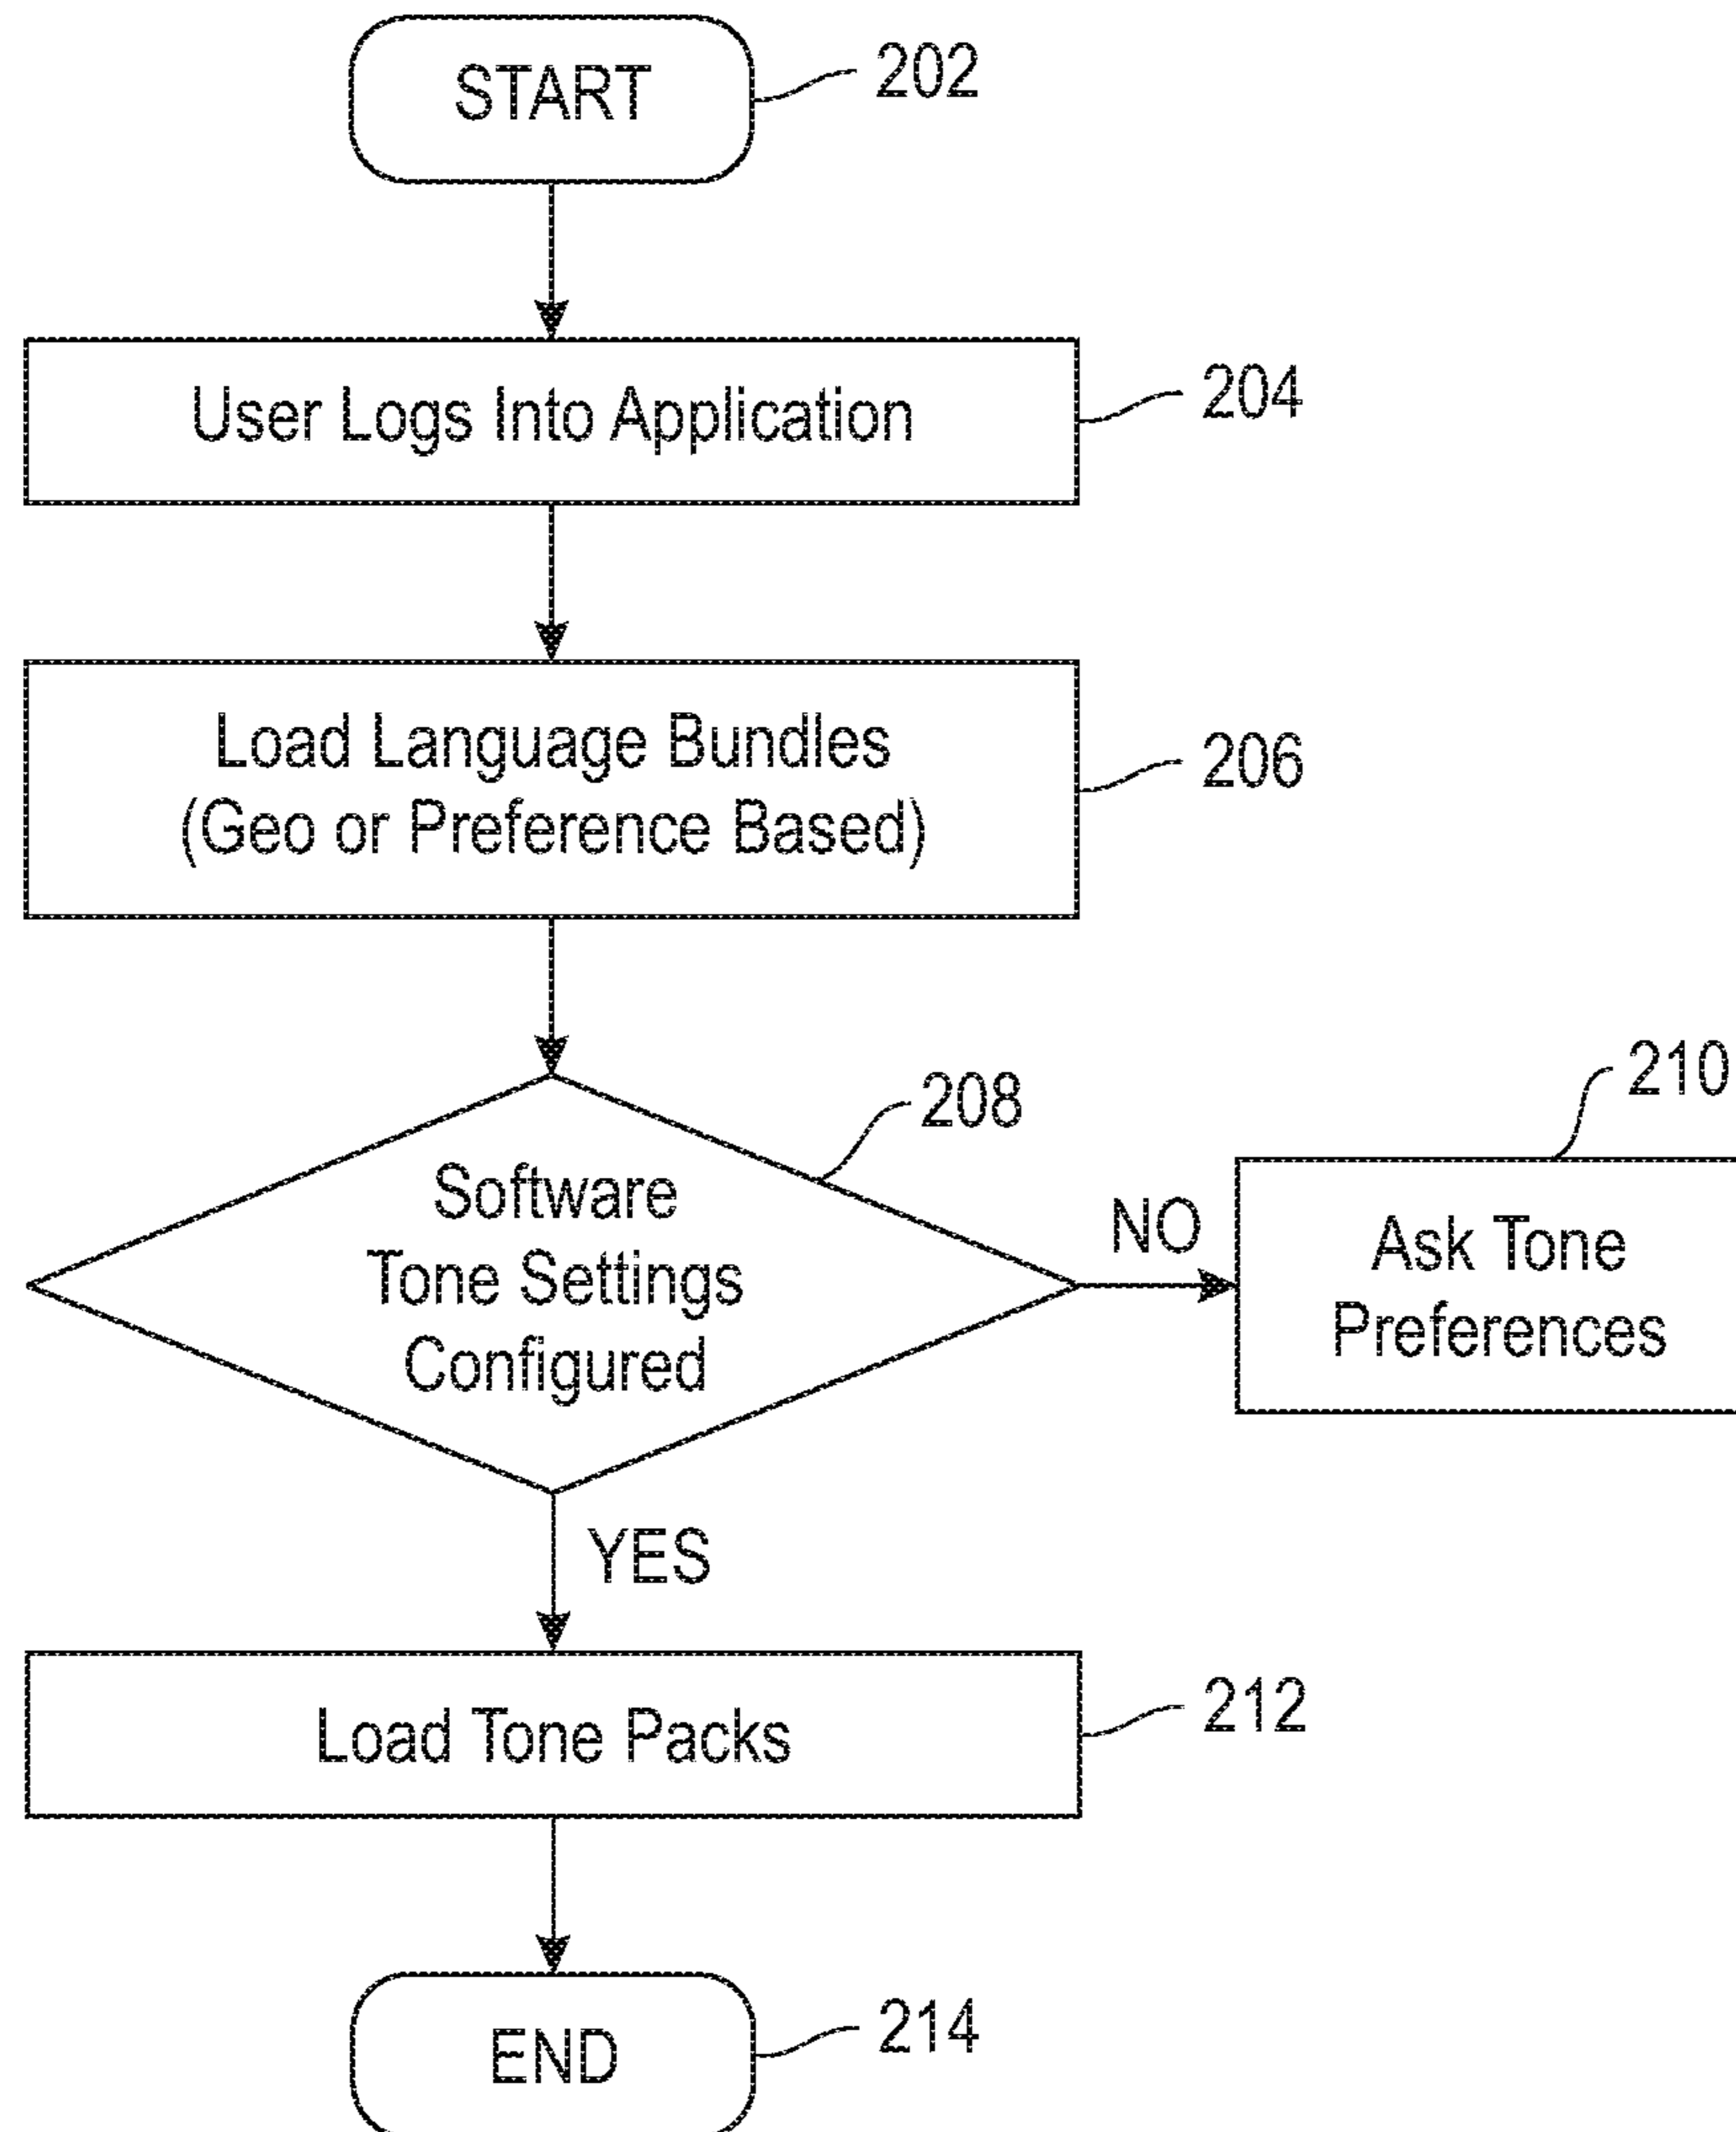 START
202
User Logs Into Application
204
Load Language Bundles
(Geo or Preference Based)
206
208
Software
Tone Settings
Configured
NO
210
Ask Tone
Preferences
YES
Load Tone Packs
212
END
214